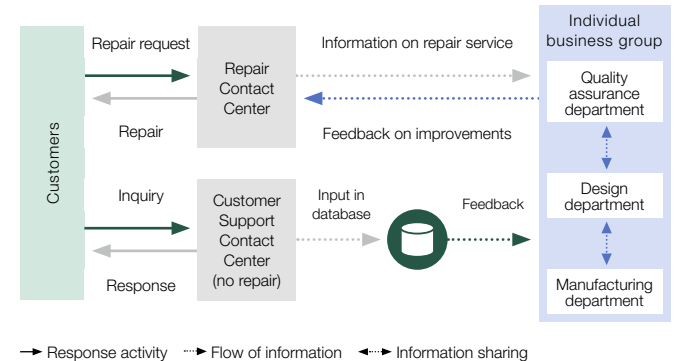 Individual
business group
Customers
Repair request
Repair
Contact
Center
Information on repair service
Quality
assurance
department
Repair
Feedback on improvements
Inquiry
Customer
Support
Contact
Center
(no repair)
Input in
database
Feedback
Design
department
Response
Manufacturing
department
Response activity
Flow of information
Information sharing